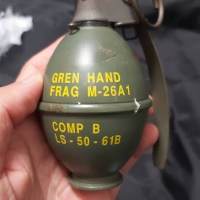 GREN HAND
FRAG M-26A1
COMP B
LS - 50 - 61B